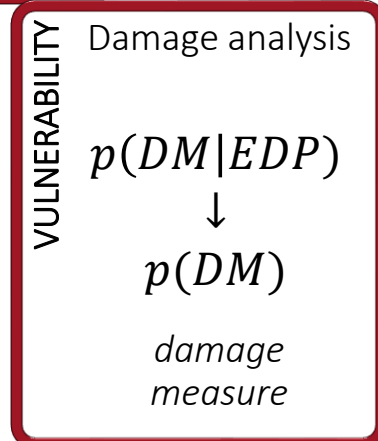 VULNERABILITY
Damage analysis
p(DM|EDP)
↓
p(DM)
damage
measure